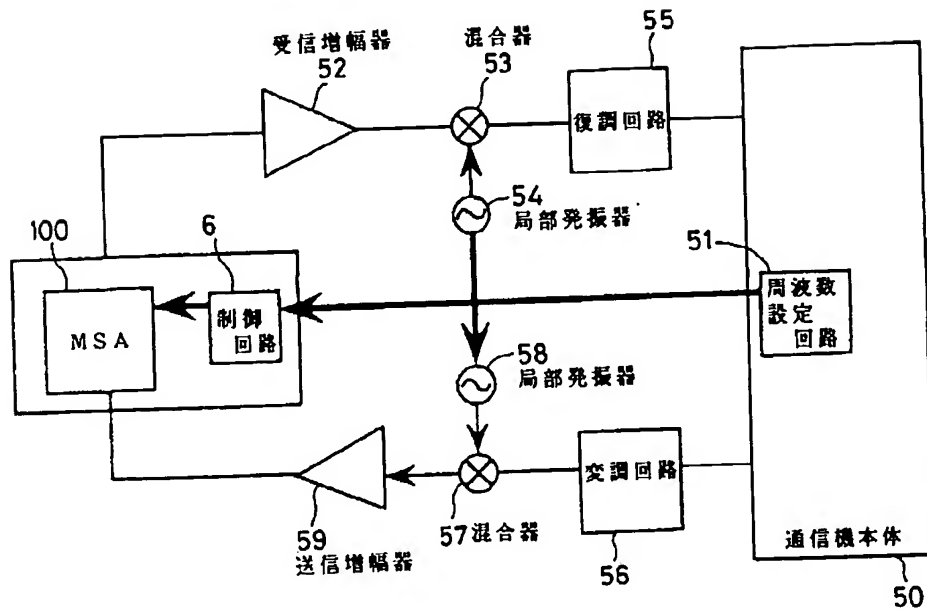 受信増幅器
52
混合器
53
55
復調回路
54
局部発振器
100
6
MSA
制御
回路
51
周波数
設定
回路
58
局部発振器
変調回路
57 混合器
59
送信増幅器
56
通信機本体
50